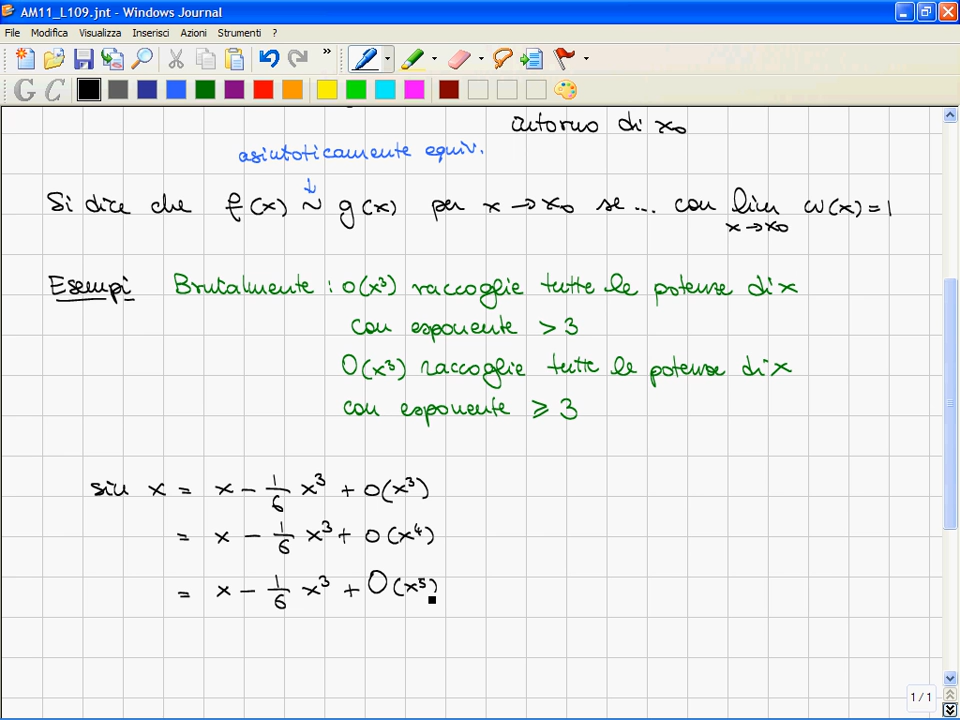 AM11_L109.jnt - Windows Journal
File Modifica Visualizza Inserisci Azioni Strumenti ?
G C
intorno di x₀
asintoticamente equiv.
↓
Si dice che f(x) ~ g(x) per x → x₀ se ... con lim ω(x) = 1
x → x₀
Esempi Brutalmente : o(x³) raccoglie tutte le potenze di x
con esponente > 3
O(x³) raccoglie tutte le potenze di x
con esponente ≥ 3
sin x = x - 1/6 x³ + o(x³)
= x - 1/6 x³ + o(x⁴)
= x - 1/6 x³ + O(x⁵)
1 / 1